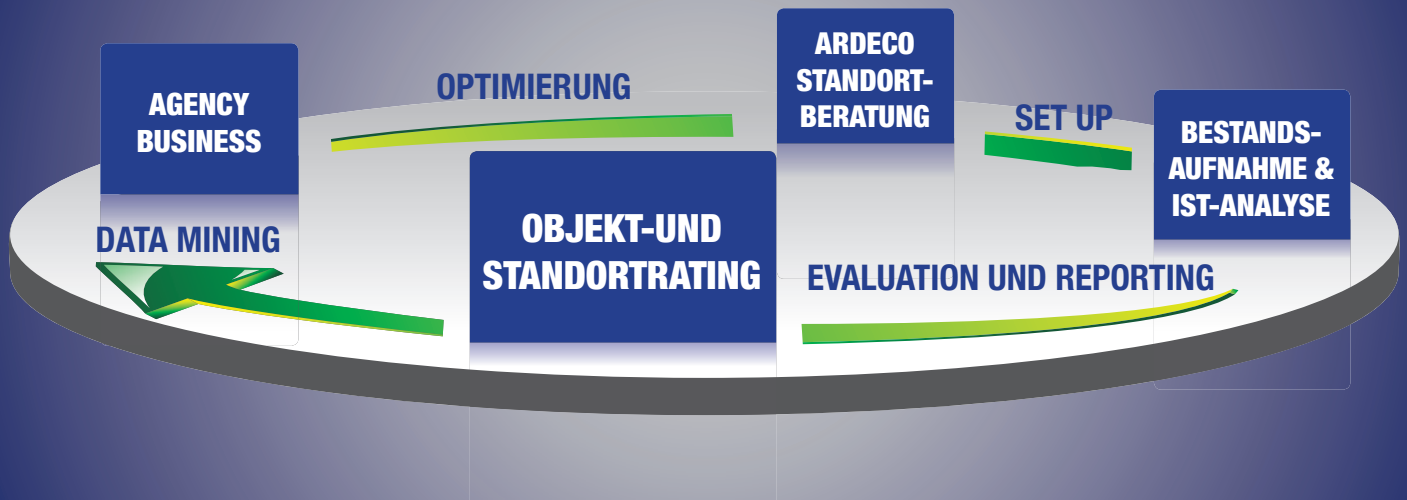 AGENCY
BUSINESS
OPTIMIERUNG
ARDECO
STANDORT-
BERATUNG
SET UP
BESTANDS-
AUFNAHME &
IST-ANALYSE
DATA MINING
OBJEKT-UND
STANDORTRATING
EVALUATION UND REPORTING